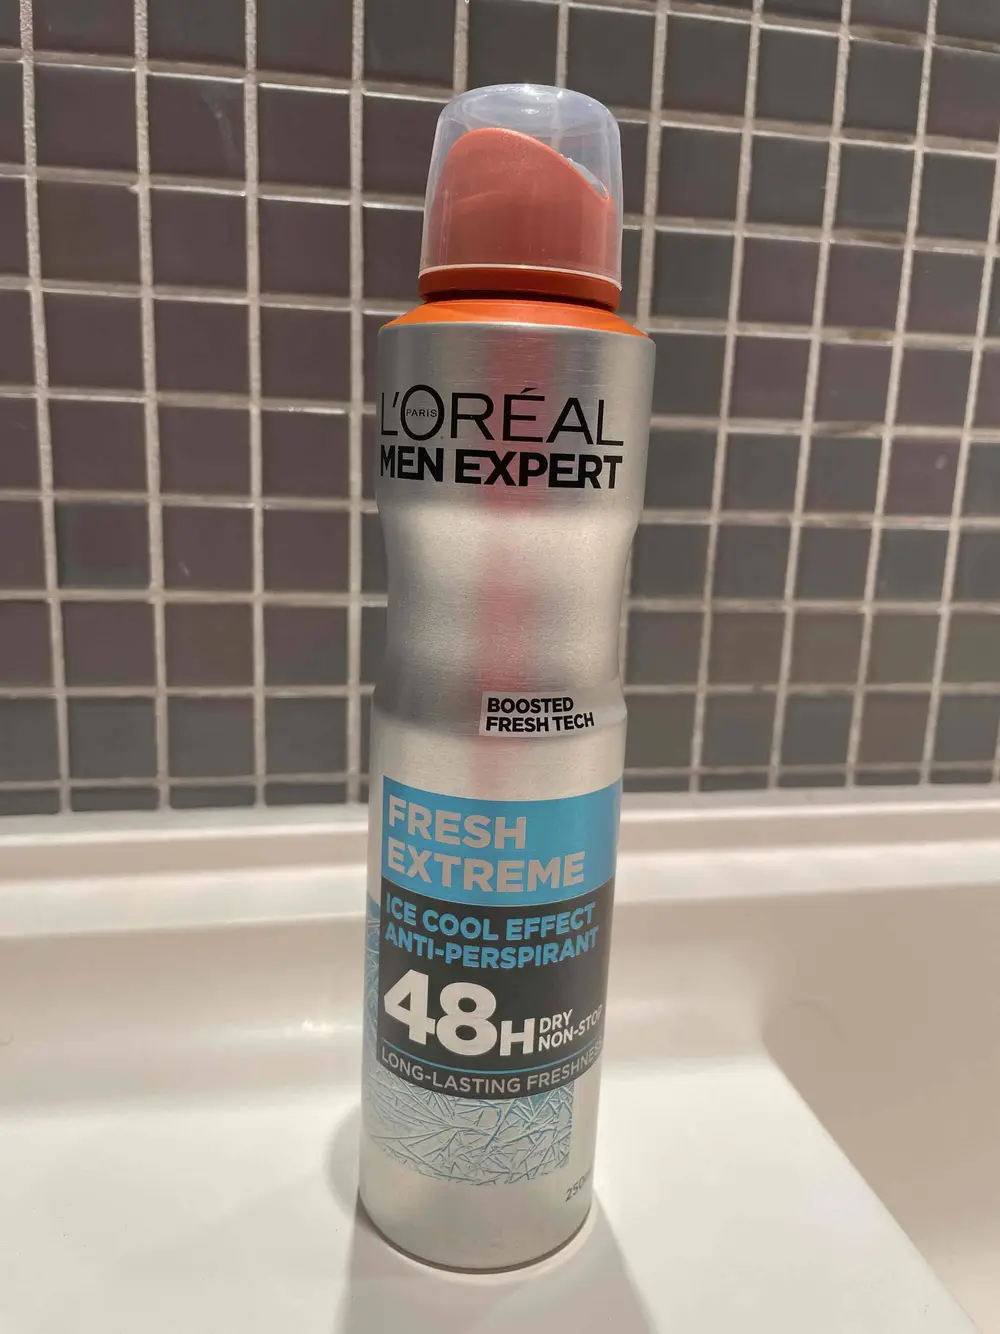 L'ORÉAL
PARIS
MEN EXPERT
BOOSTED
FRESH TECH
FRESH
EXTREME
ICE COOL EFFECT
ANTI-PERSPIRANT
48H DRY
NON-STOP
LONG-LASTING FRESHNESS